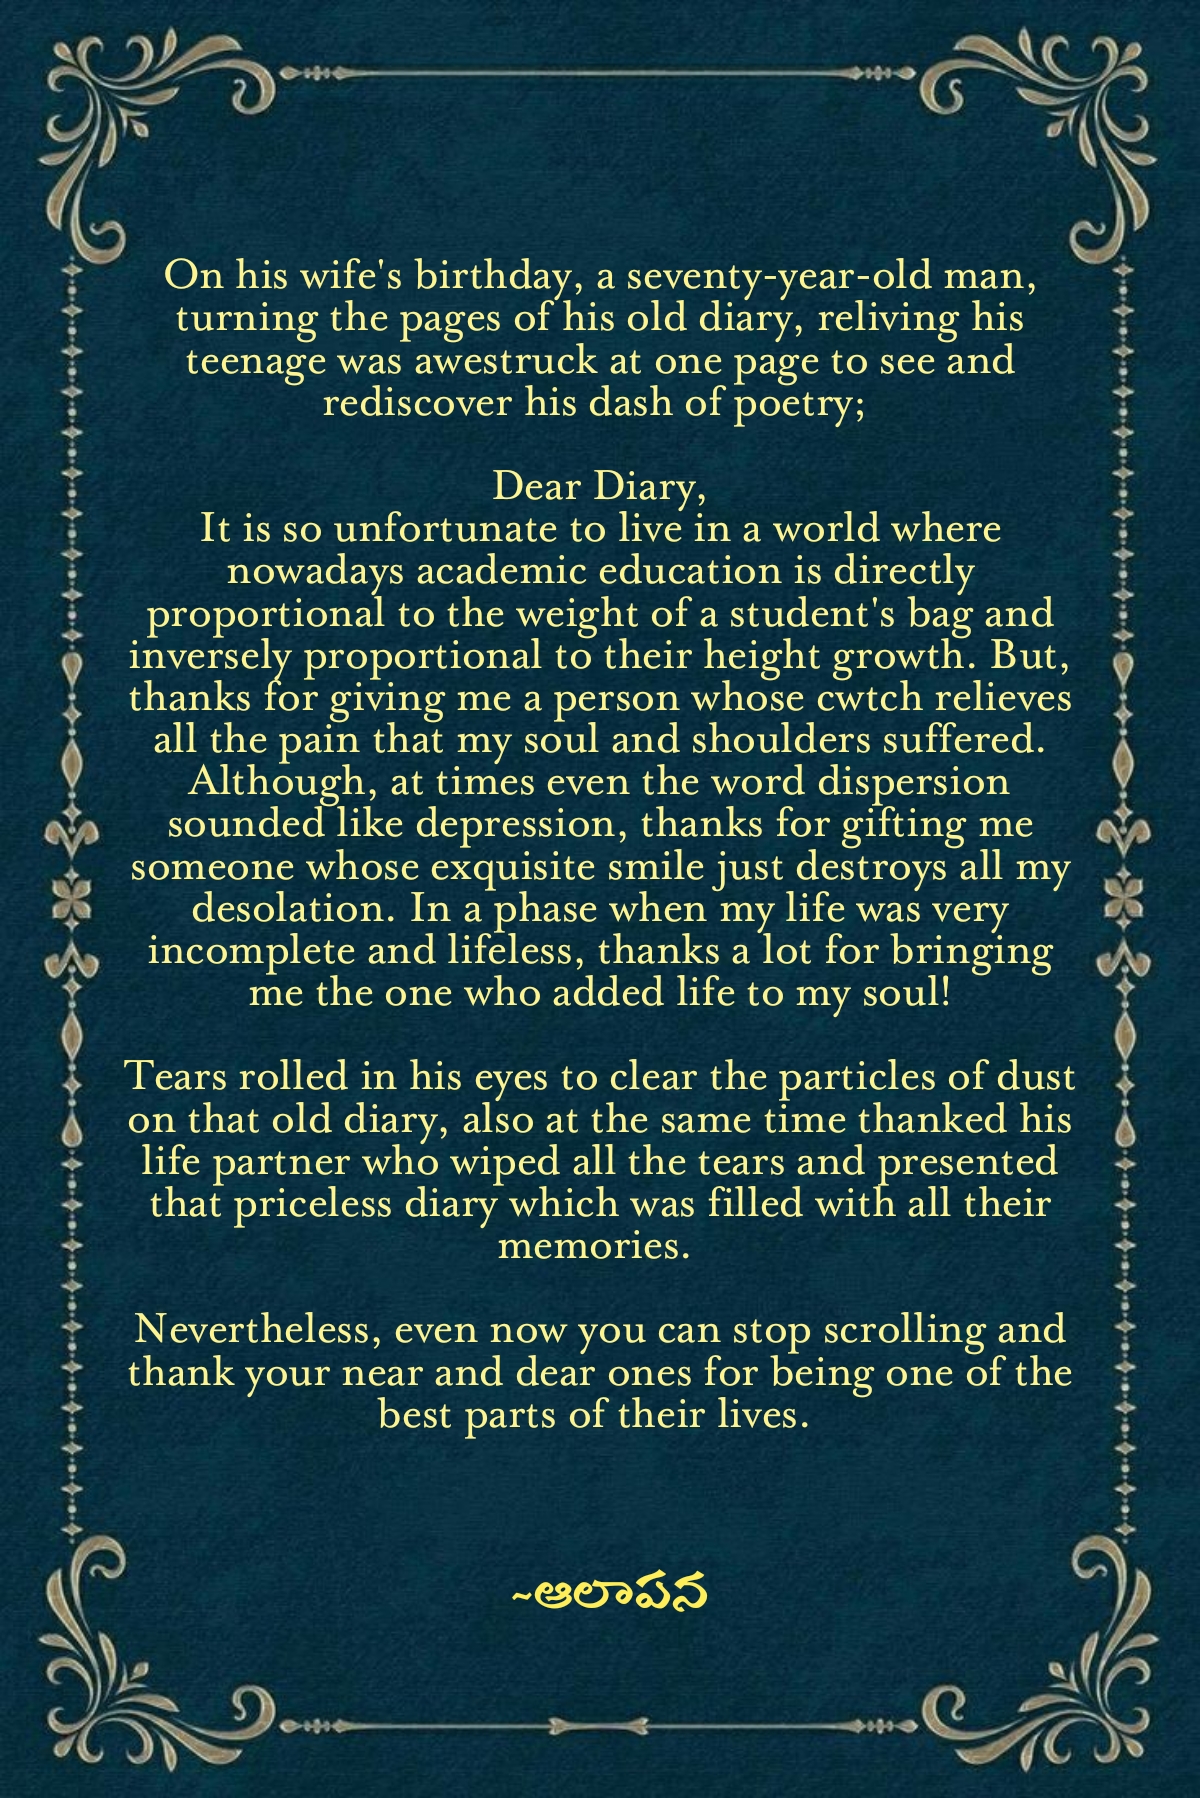 On his wife's birthday, a seventy-year-old man,
turning the pages of his old diary, reliving his
teenage was awestruck at one page to see and
rediscover his dash of poetry;
Dear Diary,
It is so unfortunate to live in a world where
nowadays academic education is directly
proportional to the weight of a student's bag and
inversely proportional to their height growth. But,
thanks for giving me a person whose cwtch relieves
all the pain that my soul and shoulders suffered.
Although, at times even the word dispersion
sounded like depression, thanks for gifting me
someone whose exquisite smile just destroys all my
desolation. In a phase when my life was very
incomplete and lifeless, thanks a lot for bringing
me the one who added life to my soul!
Tears rolled in his eyes to clear the particles of dust
on that old diary, also at the same time thanked his
life partner who wiped all the tears and presented
that priceless diary which was filled with all their
memories.
Nevertheless, even now you can stop scrolling and
thank your near and dear ones for being one of the
best parts of their lives.
~ఆలాపన